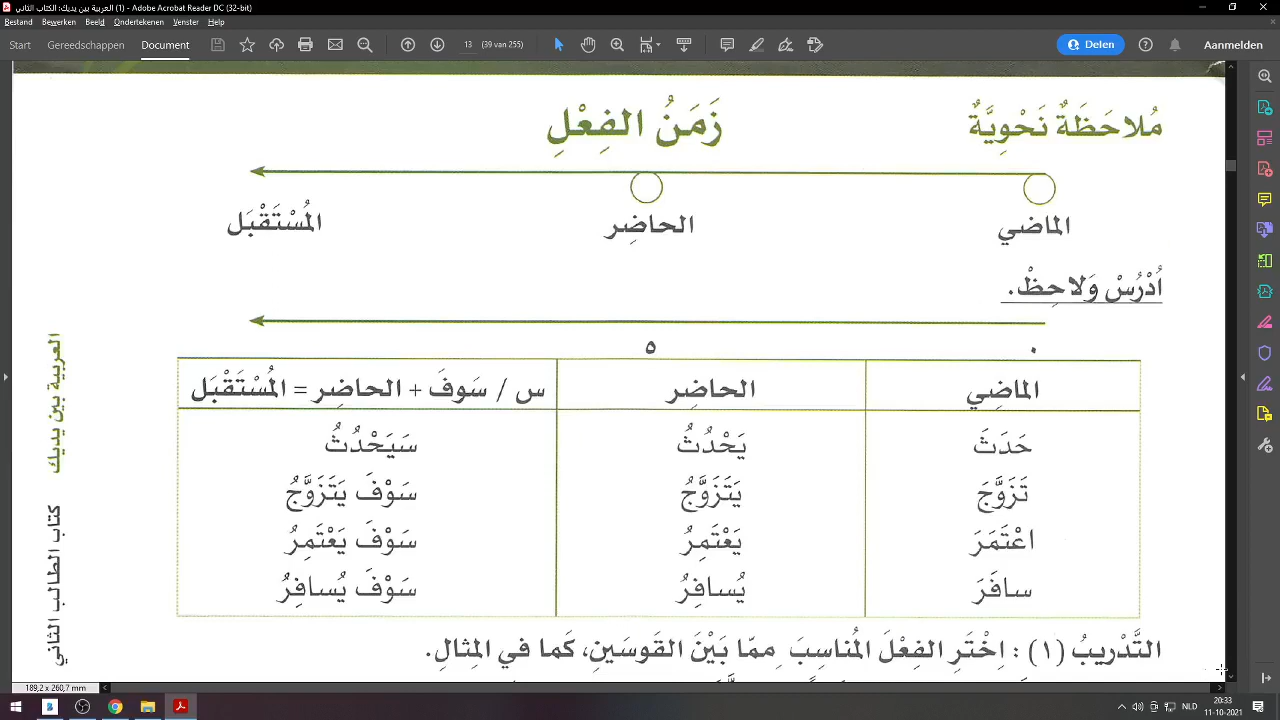 العربية بين يديك: الكتاب الثاني (1) - Adobe Acrobat Reader DC (32-bit)
Bestand Bewerken Beeld Ondertekenen Venster Help
Start Gereedschappen Document 13 (39 van 255) Delen Aanmelden
مُلاحَظَةٌ نَحْوِيَّةٌ زَمَنُ الفِعْلِ
الماضي الحاضِر المُسْتَقْبَل
اُدْرُسْ وَلاحِظْ.
٠ ٥
الماضِي الحاضِر س / سَوفَ + الحاضِر = المُسْتَقْبَل
حَدَثَ يَحْدُثُ سَيَحْدُثُ
تَزَوَّجَ يَتَزَوَّجُ سَوْفَ يَتَزَوَّجُ
اعْتَمَرَ يَعْتَمِرُ سَوْفَ يَعْتَمِرُ
سافَرَ يُسافِرُ سَوْفَ يُسافِرُ
التَّدْريبُ (١) : اِخْتَرِ الفِعْلَ المُناسِبَ مِمّا بَيْنَ القَوسَينِ، كَما في المِثالِ.
العربية بين يديك كتاب الطالب الثاني
189,2 x 260,7 mm
NLD 20:33
11-10-2021